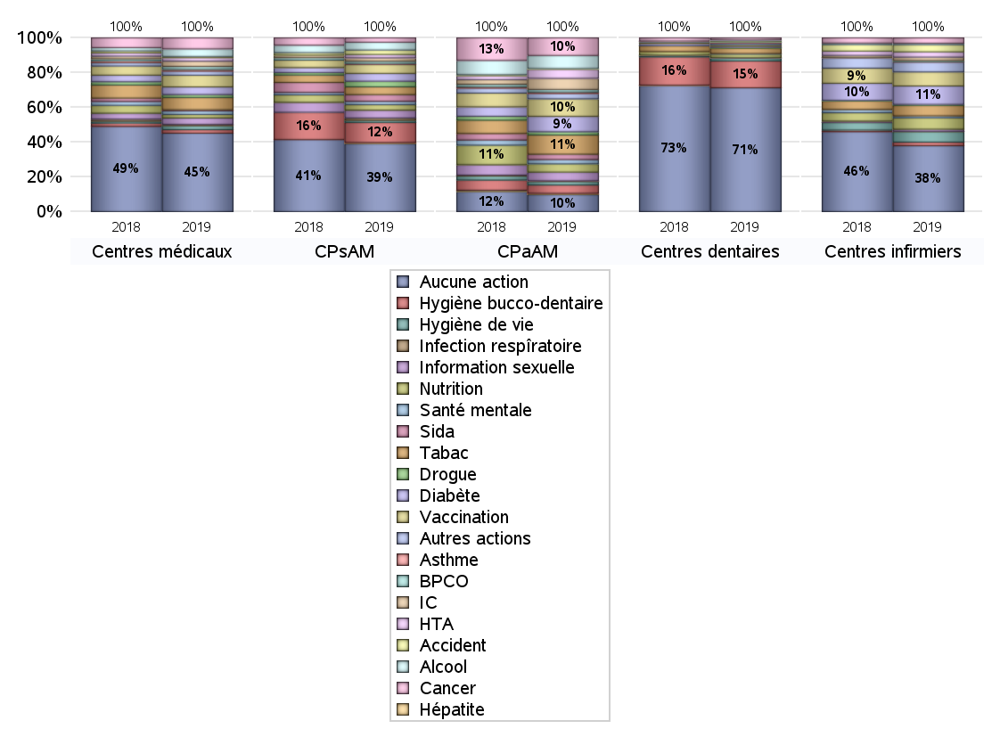 100% 100% 100% 100% 100% 100% 100% 100% 100% 100%
100%
80%
60%
40%
20%
0%
13% 10%
16% 15%
9%
10% 11%
10%
9%
16% 12%
11% 11%
73% 71%
49% 45%
41% 39%
12% 10%
46% 38%
2018 2019 2018 2019 2018 2019 2018 2019 2018 2019
Centres médicaux CPsAM CPaAM Centres dentaires Centres infirmiers
Aucune action
Hygiène bucco-dentaire
Hygiène de vie
Infection respîratoire
Information sexuelle
Nutrition
Santé mentale
Sida
Tabac
Drogue
Diabète
Vaccination
Autres actions
Asthme
BPCO
IC
HTA
Accident
Alcool
Cancer
Hépatite